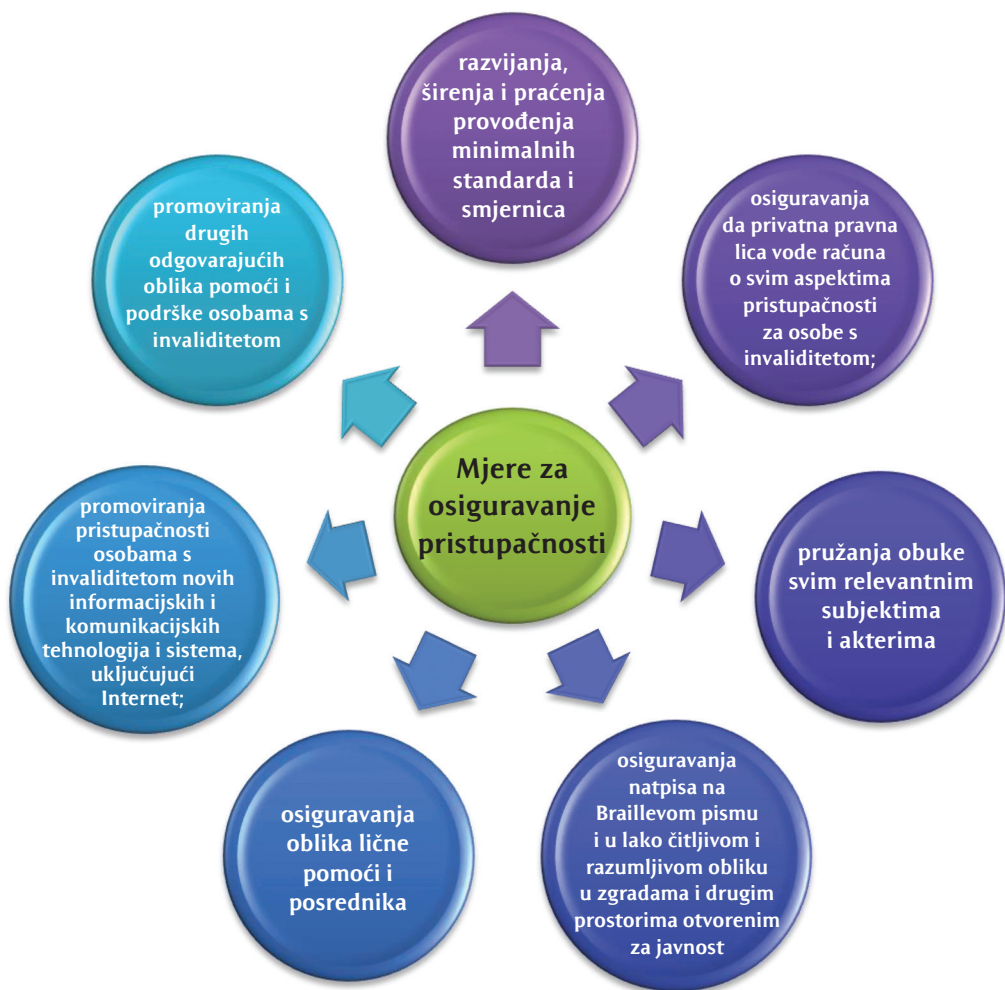 Mjere za
osiguravanje
pristupačnosti
razvijanja,
širenja i praćenja
provođenja
minimalnih
standarda i
smjernica
osiguravanja
da privatna pravna
lica vode računa
o svim aspektima
pristupačnosti
za osobe s
invaliditetom;
pružanja obuke
svim relevantnim
subjektima
i akterima
osiguravanja
natpisa na
Braillevom pismu
i u lako čitljivom i
razumljivom obliku
u zgradama i drugim
prostorima otvorenim
za javnost
osiguravanja
oblika lične
pomoći i
posrednika
promoviranja
pristupačnosti
osobama s
invaliditetom novih
informacijskih i
komunikacijskih
tehnologija i sistema,
uključujući
Internet;
promoviranja
drugih
odgovarajućih
oblika pomoći i
podrške osobama s
invaliditetom